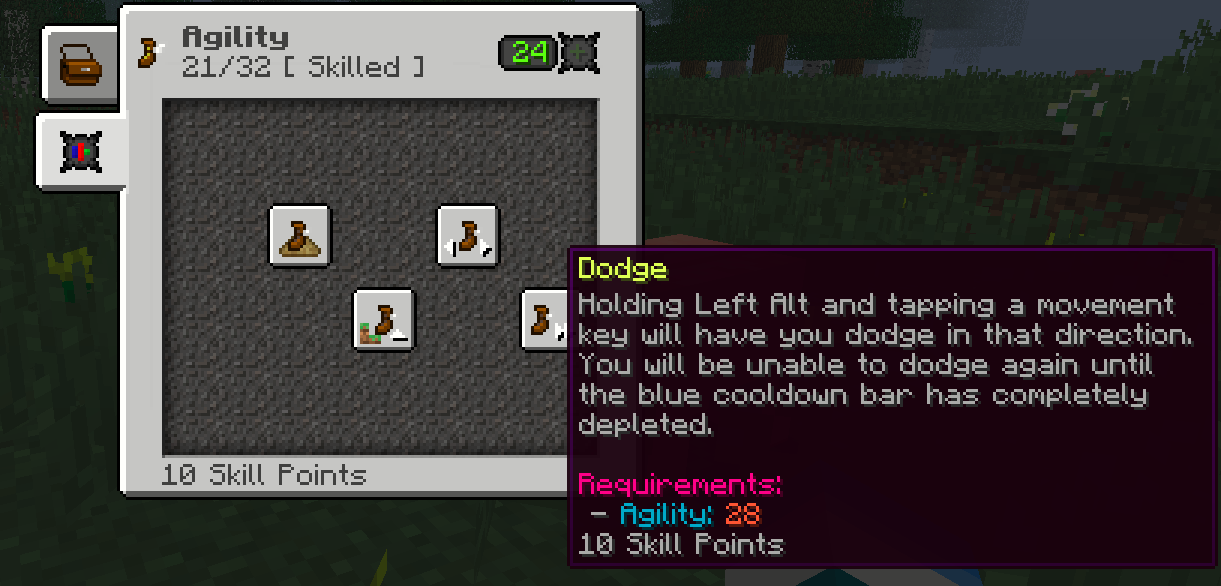 Agility
21/32 [ Skilled ]
24
Dodge
Holding Left Alt and tapping a movement
key will have you dodge in that direction.
You will be unable to dodge again until
the blue cooldown bar has completely
depleted.
Requirements:
- Agility: 28
10 Skill Points
10 Skill Points